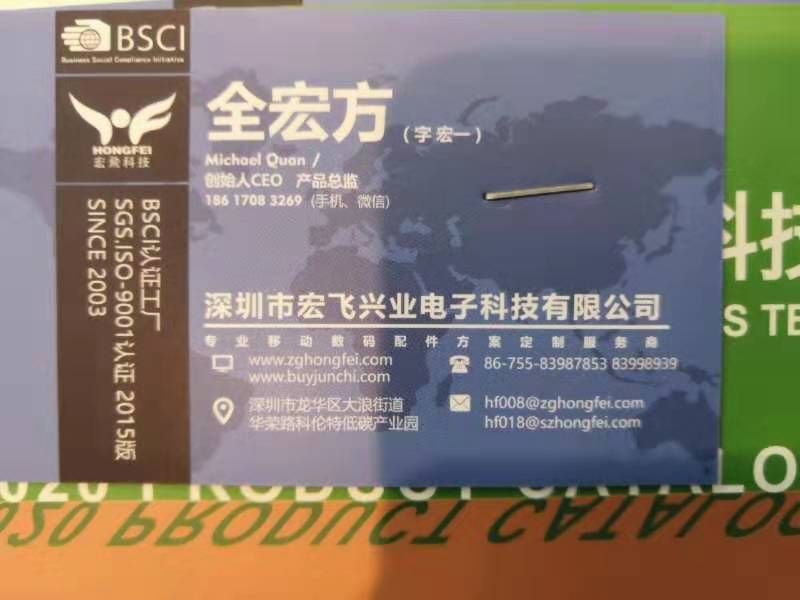 BSCI
Business Social Compliance Initiative
HONGFEI
宏飛科技
BSCI认证工厂
SGS.ISO-9001认证 2015版
SINCE 2003
全宏方 (字 宏一)
Michael Quan /
创始人CEO 产品总监
186 1708 3269 (手机、微信)
深圳市宏飞兴业电子科技有限公司
专业移动数码配件方案定制服务商
www.zghongfei.com
www.buyjunchi.com
86-755-83987853 83998939
深圳市龙华区大浪街道
华荣路科伦特低碳产业园
hf008@zghongfei.com
hf018@szhongfei.com
科技
S TE
2020 PRODUCT CATALO
2020 PRODUCT CATALOG